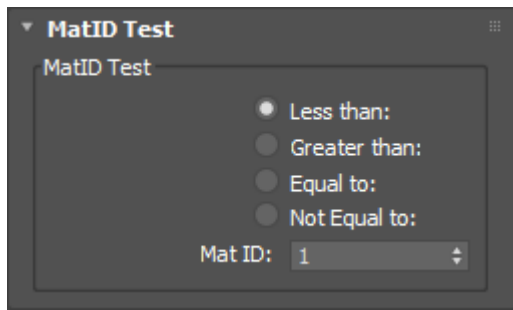 MatID Test
MatID Test
Less than:
Greater than:
Equal to:
Not Equal to:
Mat ID: 1